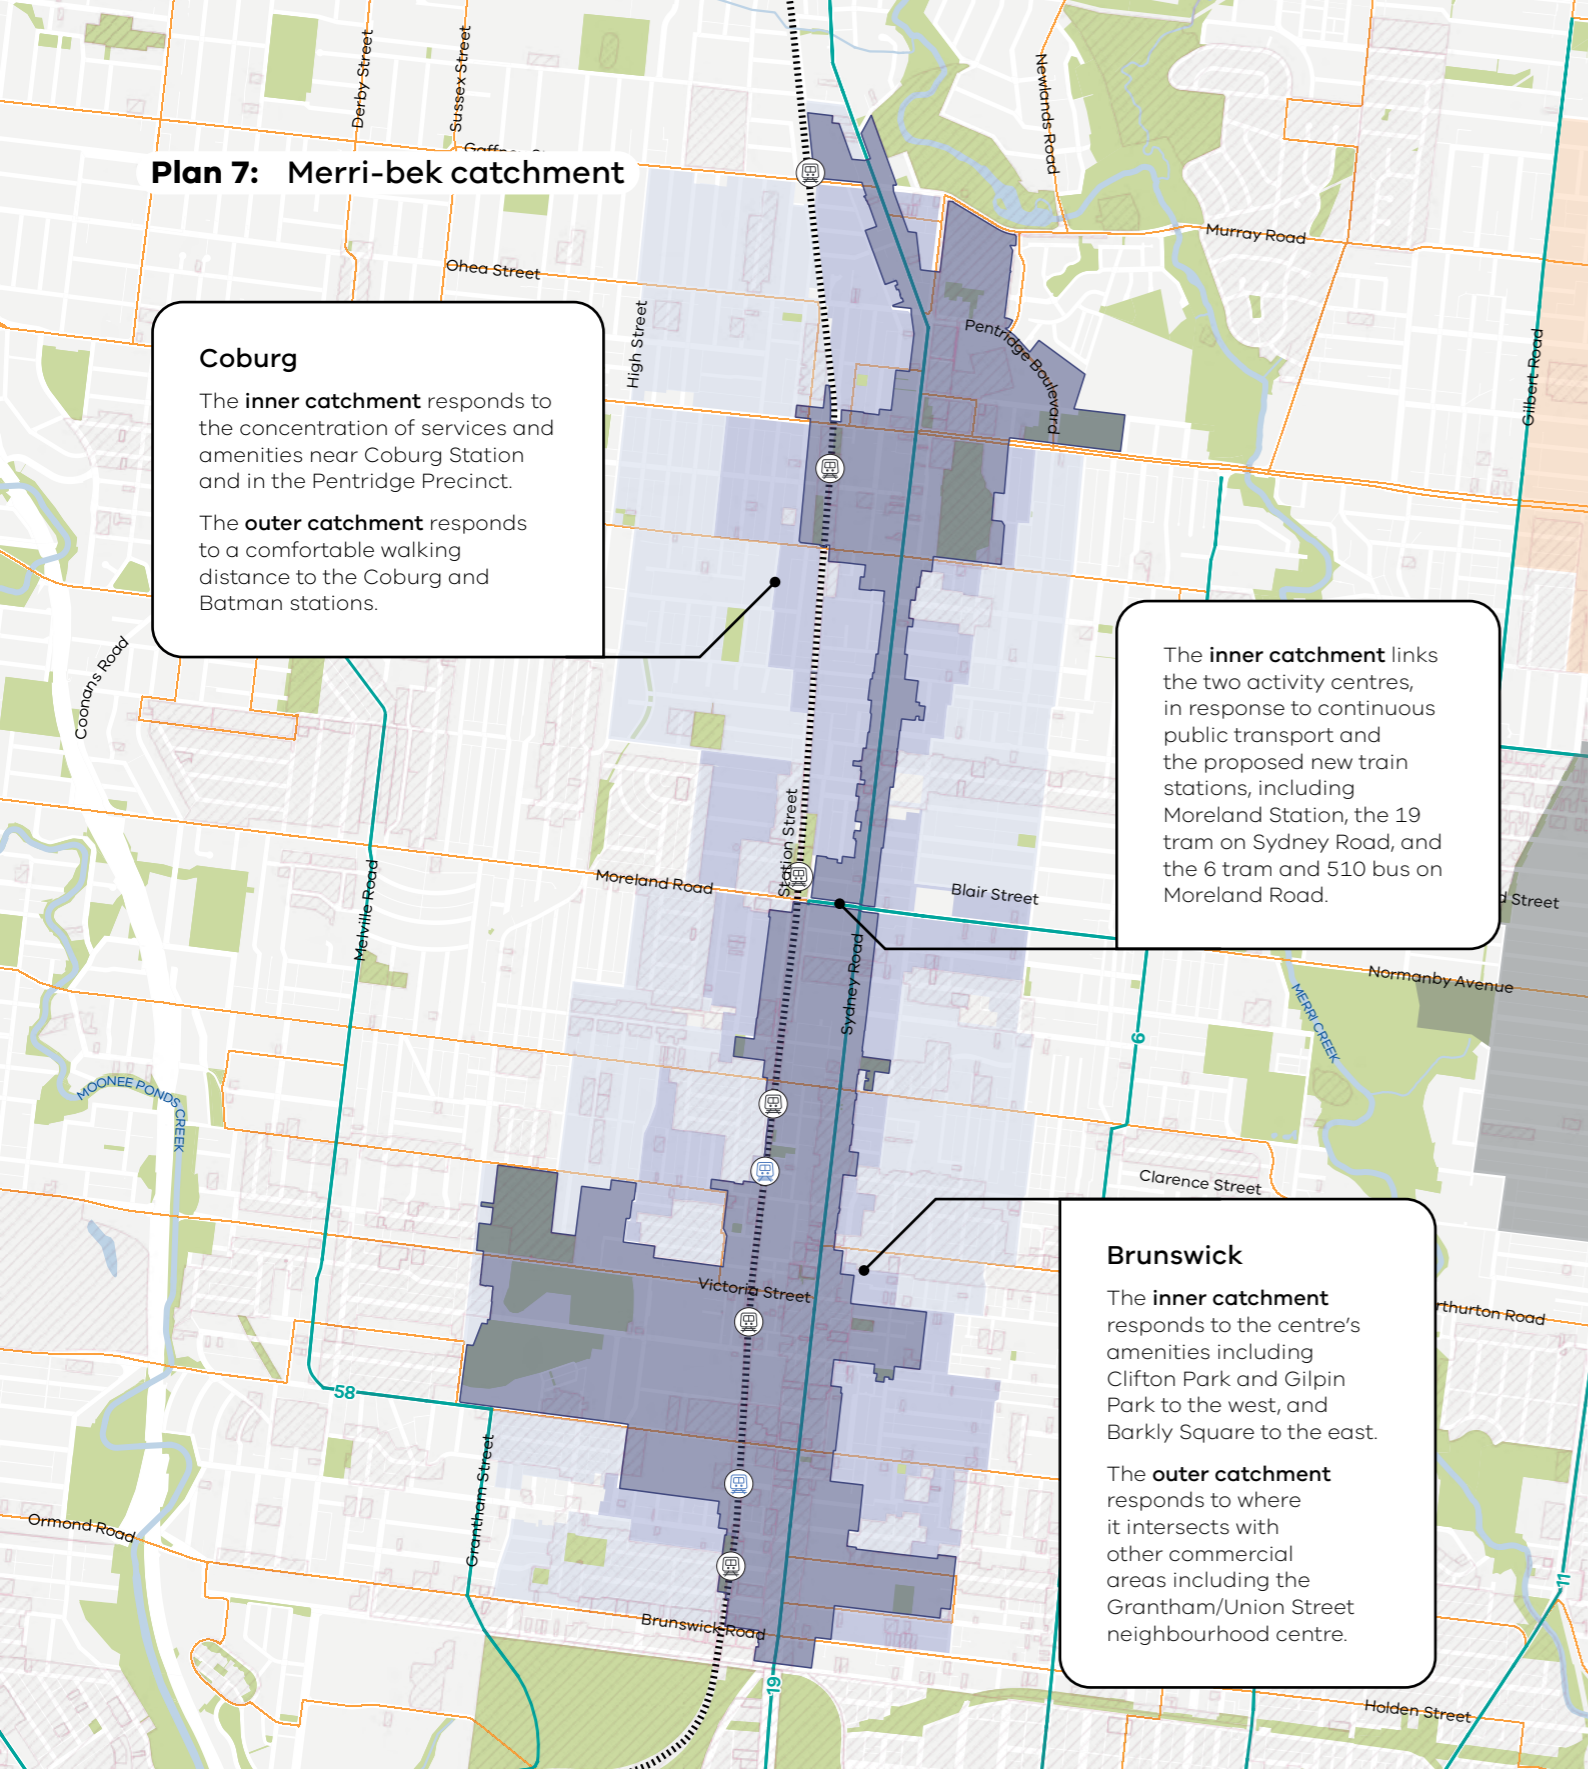 Derby Street
Sussex Street
Newlands Road
Plan 7: Merri-bek catchment
Murray Road
Ohea Street
High Street
Pentridge Boulevard
Gilbert Road
Coburg
The inner catchment responds to
the concentration of services and
amenities near Coburg Station
and in the Pentridge Precinct.
The outer catchment responds
to a comfortable walking
distance to the Coburg and
Batman stations.
Coonans Road
The inner catchment links
the two activity centres,
in response to continuous
public transport and
the proposed new train
stations, including
Moreland Station, the 19
tram on Sydney Road, and
the 6 tram and 510 bus on
Moreland Road.
Station Street
Moreland Road
Blair Street
Street
Melville Road
Sydney Road
Normanby Avenue
MERRI CREEK
6
MOONEE PONDS CREEK
Clarence Street
Victoria Street
rthurton Road
Brunswick
The inner catchment
responds to the centre’s
amenities including
Clifton Park and Gilpin
Park to the west, and
Barkly Square to the east.
The outer catchment
responds to where
it intersects with
other commercial
areas including the
Grantham/Union Street
neighbourhood centre.
58
Grantham Street
Ormond Road
11
Brunswick Road
19
Holden Street